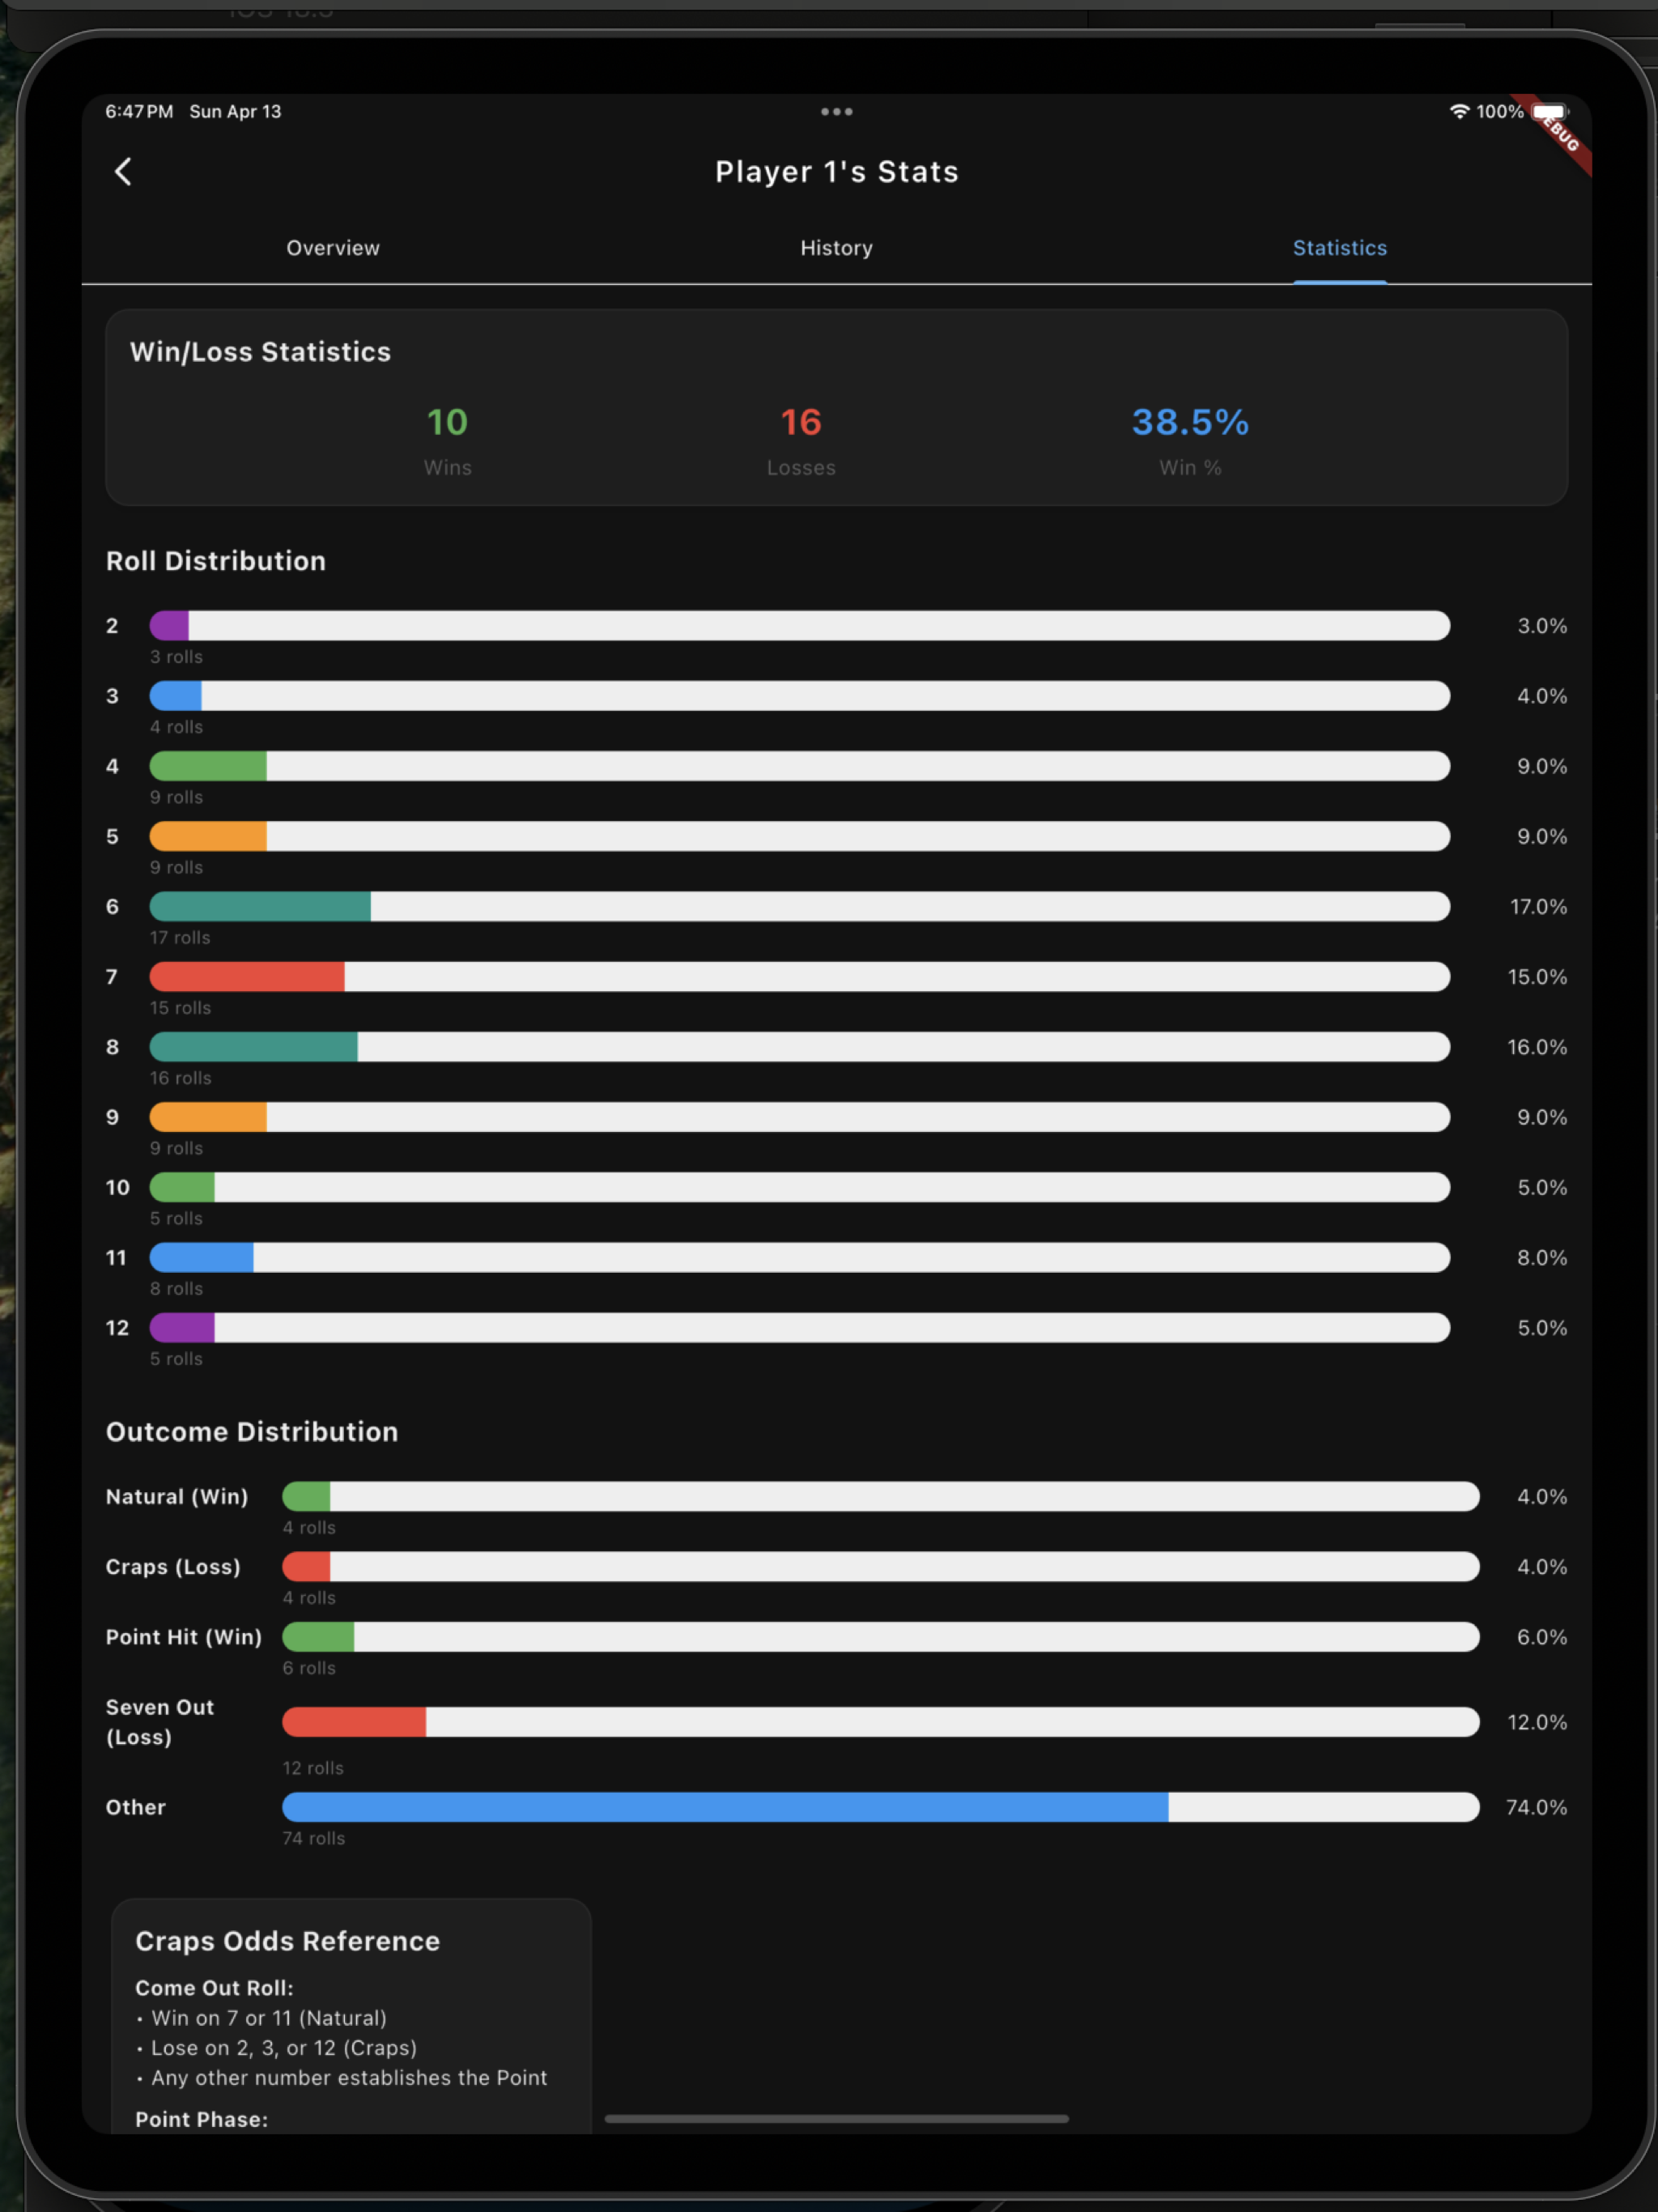 iOS 18.3
6:47 PM Sun Apr 13
100%
EBUG
Player 1's Stats
Overview
History
Statistics
Win/Loss Statistics
10
16
38.5%
Wins
Losses
Win %
Roll Distribution
2
3.0%
3 rolls
3
4.0%
4 rolls
4
9.0%
9 rolls
5
9.0%
9 rolls
6
17.0%
17 rolls
7
15.0%
15 rolls
8
16.0%
16 rolls
9
9.0%
9 rolls
10
5.0%
5 rolls
11
8.0%
8 rolls
12
5.0%
5 rolls
Outcome Distribution
Natural (Win)
4.0%
4 rolls
Craps (Loss)
4.0%
4 rolls
Point Hit (Win)
6.0%
6 rolls
Seven Out
(Loss)
12.0%
12 rolls
Other
74.0%
74 rolls
Craps Odds Reference
Come Out Roll:
• Win on 7 or 11 (Natural)
• Lose on 2, 3, or 12 (Craps)
• Any other number establishes the Point
Point Phase: